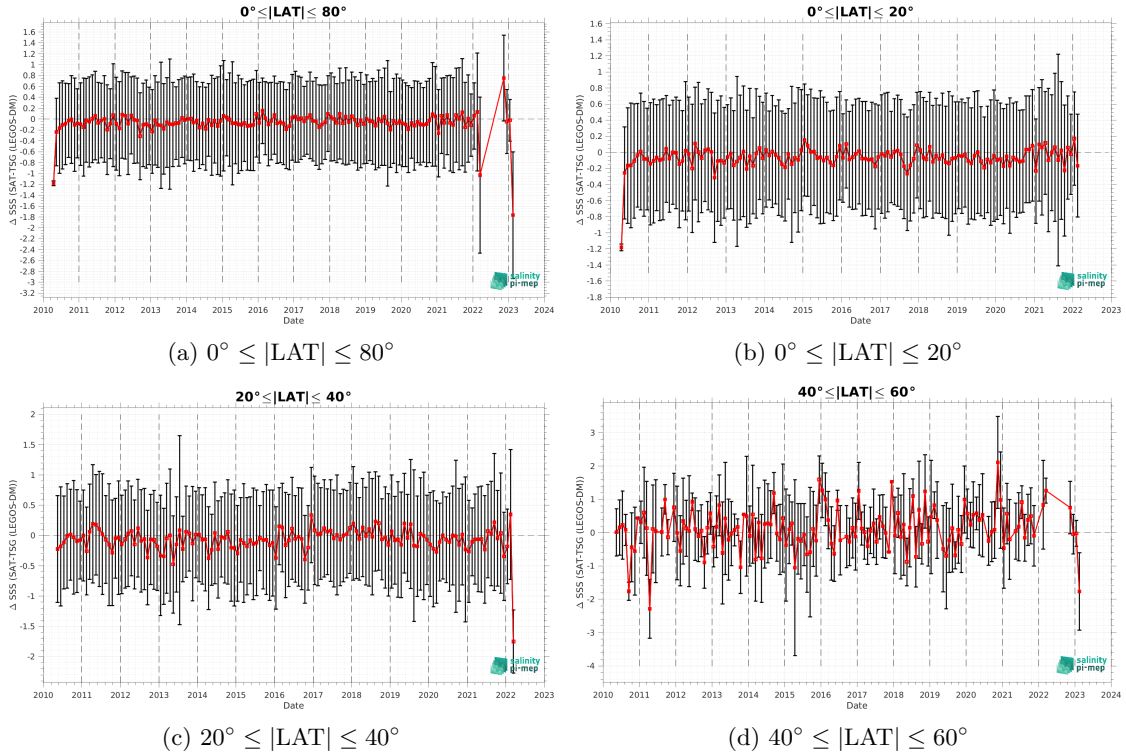 0°≤|LAT|≤ 80°
Δ SSS (SAT-TSG (LEGOS-DM))
1.6
1.4
1.2
1
0.8
0.6
0.4
0.2
0
-0.2
-0.4
-0.6
-0.8
-1
-1.2
-1.4
-1.6
-1.8
-2
-2.2
-2.4
-2.6
-2.8
-3
-3.2
2010 2011 2012 2013 2014 2015 2016 2017 2018 2019 2020 2021 2022 2023 2024
Date
salinity
pi-mep
(a) 0° ≤ |LAT| ≤ 80°
0°≤|LAT|≤ 20°
Δ SSS (SAT-TSG (LEGOS-DM))
1.6
1.4
1.2
1
0.8
0.6
0.4
0.2
0
-0.2
-0.4
-0.6
-0.8
-1
-1.2
-1.4
-1.6
-1.8
2010 2011 2012 2013 2014 2015 2016 2017 2018 2019 2020 2021 2022 2023
Date
salinity
pi-mep
(b) 0° ≤ |LAT| ≤ 20°
20°≤|LAT|≤ 40°
Δ SSS (SAT-TSG (LEGOS-DM))
2
1.5
1
0.5
0
-0.5
-1
-1.5
-2
2010 2011 2012 2013 2014 2015 2016 2017 2018 2019 2020 2021 2022 2023
Date
salinity
pi-mep
(c) 20° ≤ |LAT| ≤ 40°
40°≤|LAT|≤ 60°
Δ SSS (SAT-TSG (LEGOS-DM))
3
2
1
0
-1
-2
-3
-4
2010 2011 2012 2013 2014 2015 2016 2017 2018 2019 2020 2021 2022 2023 2024
Date
salinity
pi-mep
(d) 40° ≤ |LAT| ≤ 60°